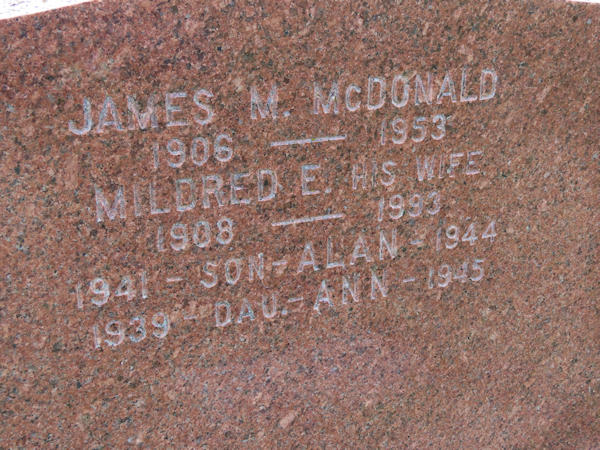 JAMES M. McDONALD
1906 — 1953
MILDRED E. HIS WIFE
1908 — 1993
1941 - SON - ALAN - 1944
1939 - DAU. - ANN - 1945